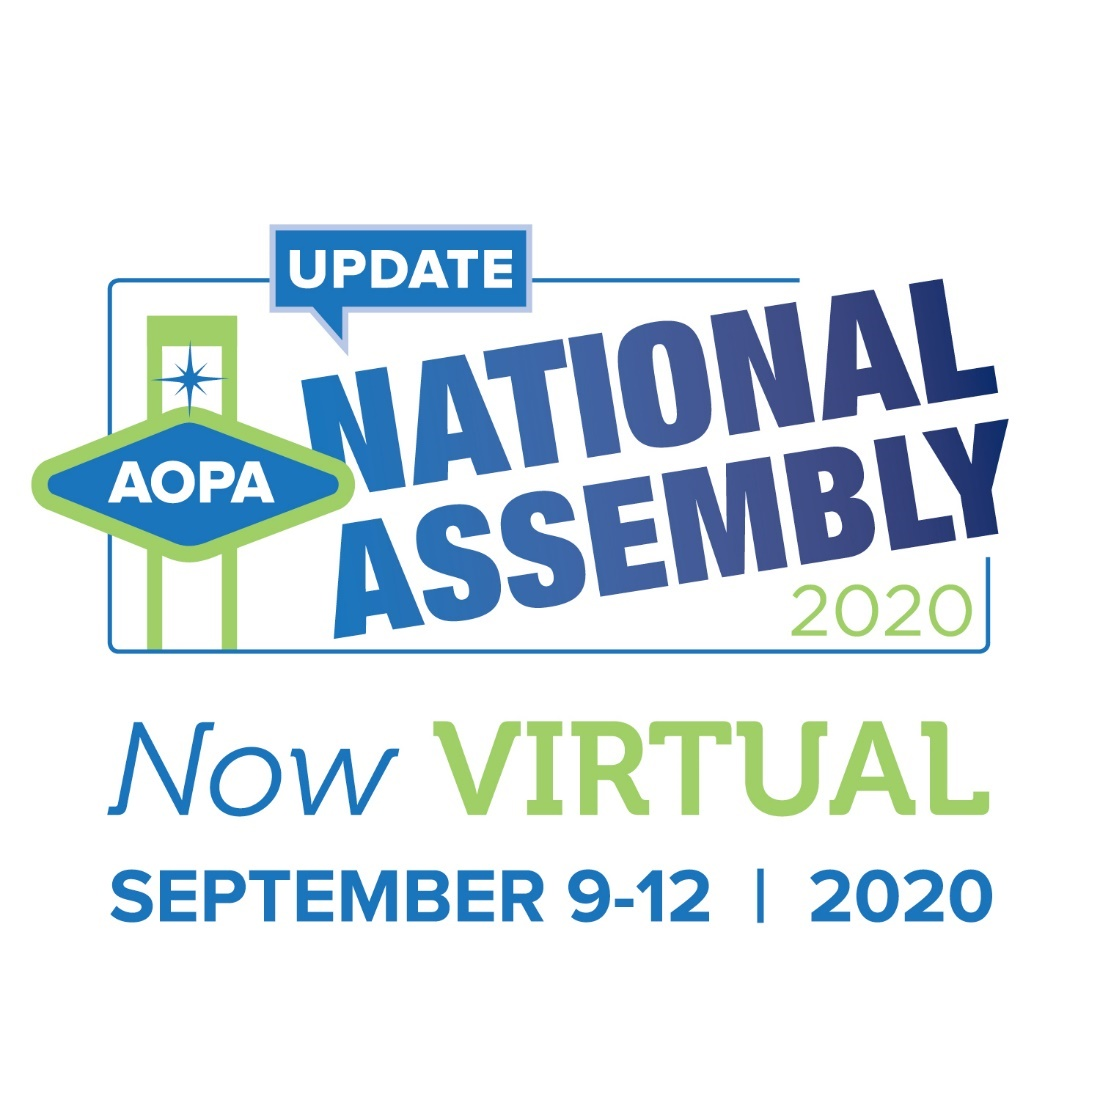 UPDATE
AOPA
NATIONAL
ASSEMBLY
2020
Now VIRTUAL
SEPTEMBER 9-12 | 2020